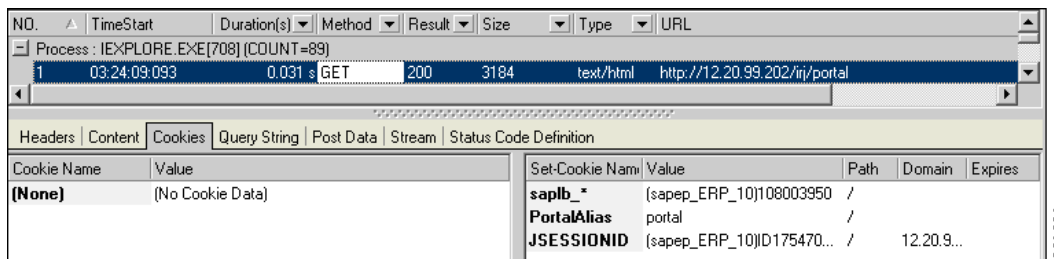 NO. TimeStart Duration(s) Method Result Size Type URL
Process : IEXPLORE.EXE[708] (COUNT=89)
1 03:24:09:093 0.031 s GET 200 3184 text/html http://12.20.99.202/irj/portal
Headers Content Cookies Query String Post Data Stream Status Code Definition
Cookie Name Value Set-Cookie Nam Value Path Domain Expires
(None) (No Cookie Data) saplb_* (sapep_ERP_10)108003950 /
PortalAlias portal /
JSESSIONID (sapep_ERP_10)ID175470... / 12.20.9...